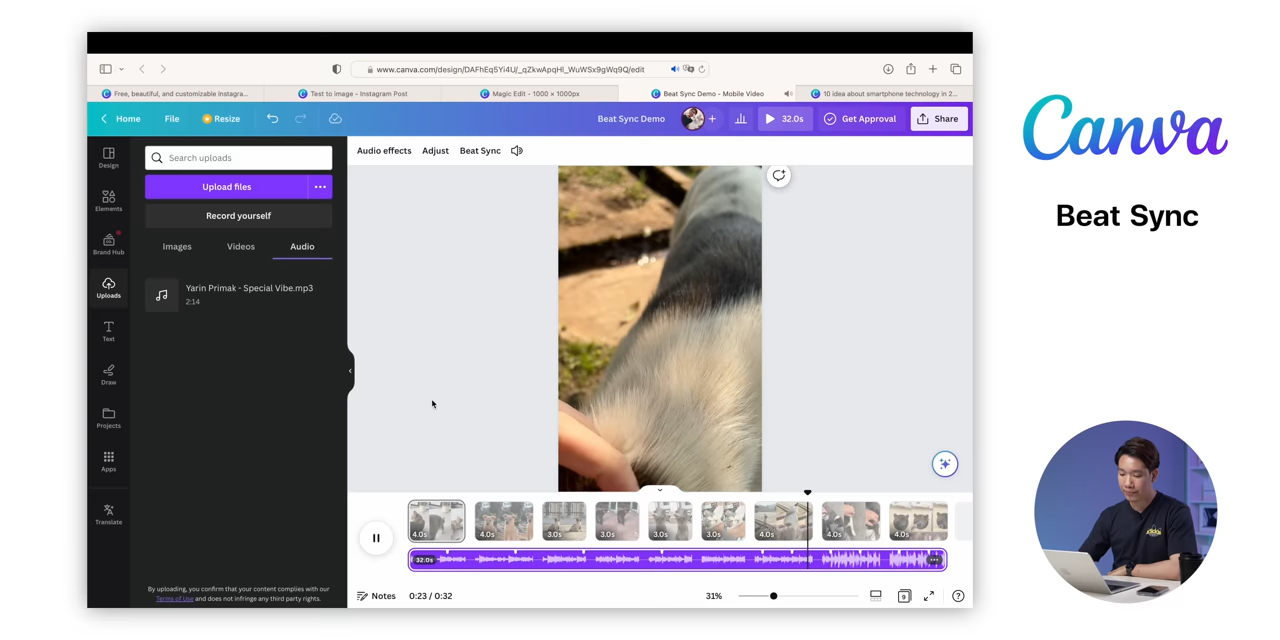 www.canva.com/design/DAFhEq5Yi4U/_qZkwApqHi_WuWSx9gWq9Q/edit
Free, beautiful, and customizable instagra...
Test to image - Instagram Post
Magic Edit - 1000 × 1000px
Beat Sync Demo - Mobile Video
10 idea about smartphone technology in 2...
Home
File
Resize
Beat Sync Demo
32.0s
Get Approval
Share
Design
Elements
Brand Hub
Uploads
Text
Draw
Projects
Apps
Translate
Search uploads
Upload files
Record yourself
Images
Videos
Audio
Yarin Primak - Special Vibe.mp3
2:14
By uploading, you confirm that your content complies with our
Terms of Use and does not infringe any third party rights.
Audio effects
Adjust
Beat Sync
4.0s
4.0s
3.0s
3.0s
3.0s
3.0s
4.0s
4.0s
4.0s
32.0s
Notes
0:23 / 0:32
31%
9
Canva
Beat Sync